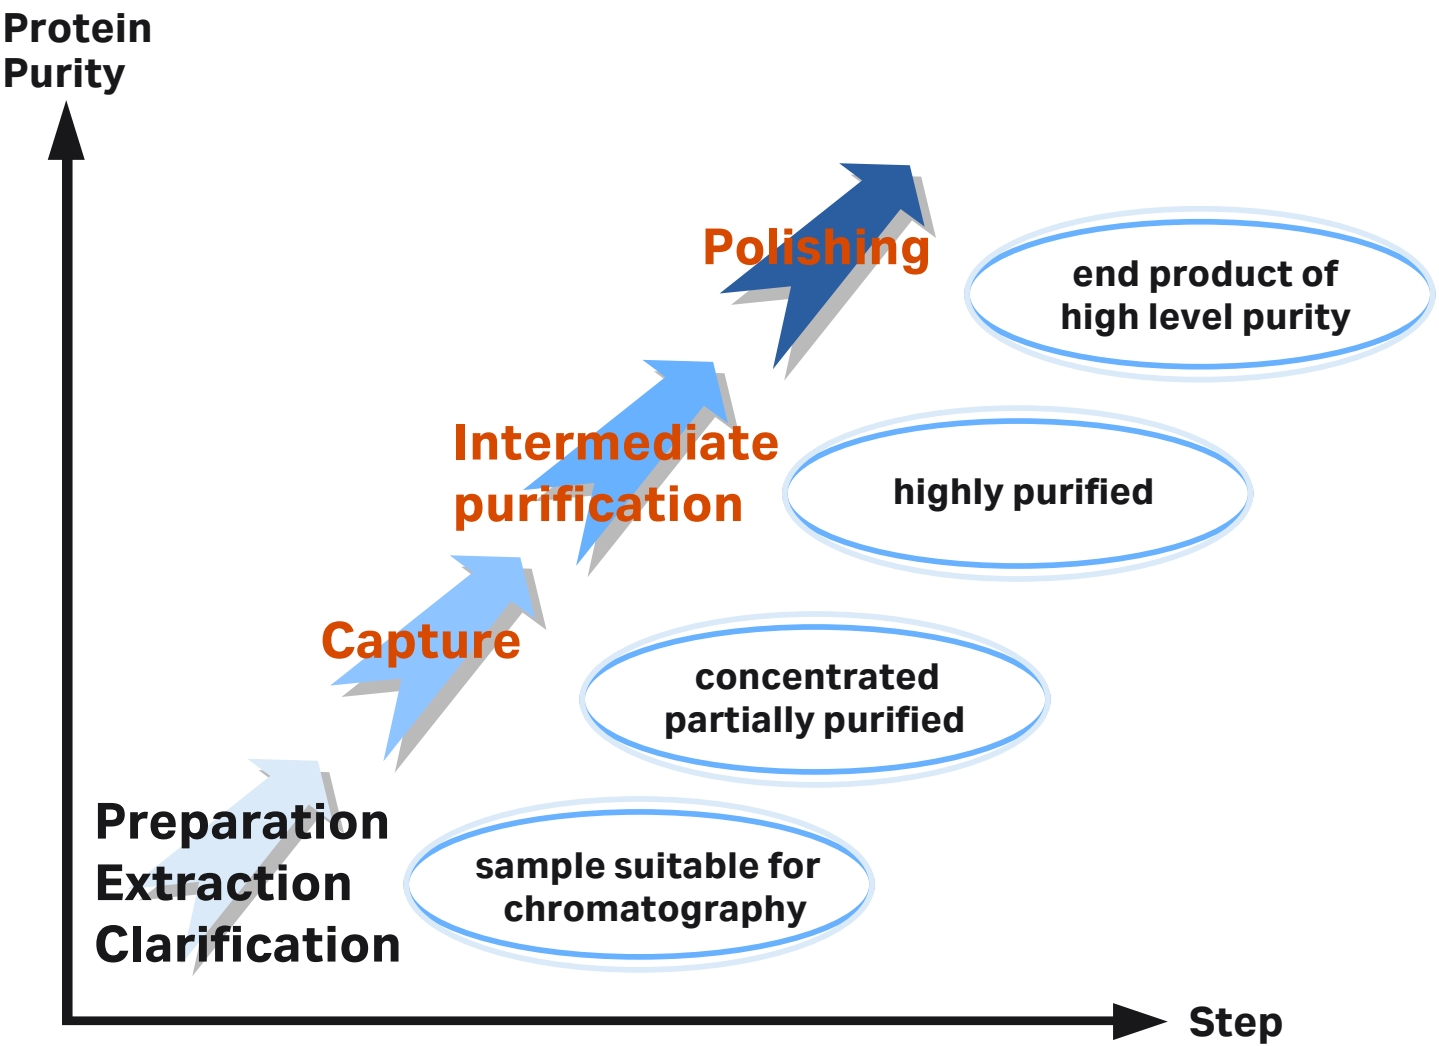 Protein
Purity
Polishing
end product of
high level purity
Intermediate
purification
highly purified
Capture
concentrated
partially purified
Preparation
Extraction
Clarification
sample suitable for
chromatography
Step